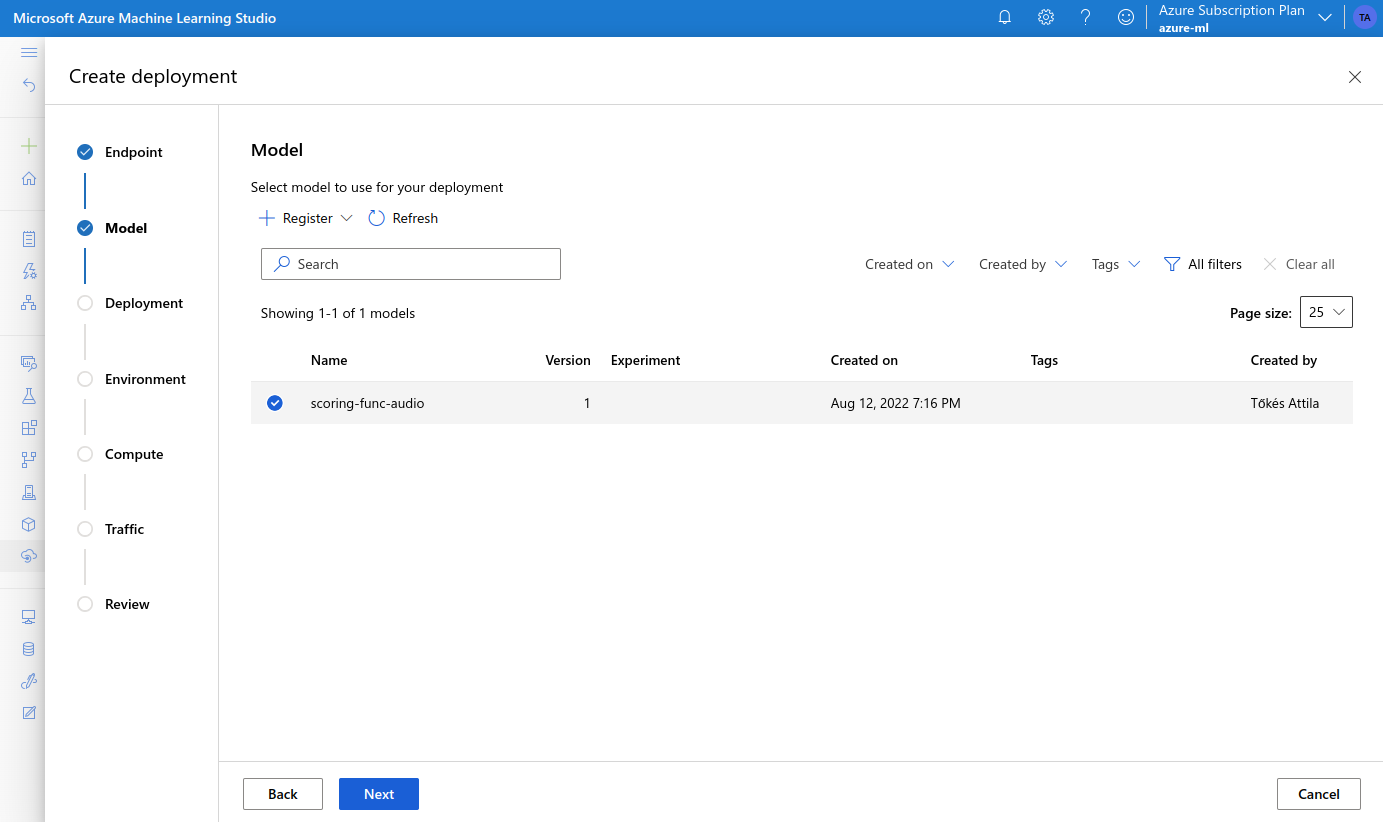 Microsoft Azure Machine Learning Studio
Azure Subscription Plan
azure-ml
TA
Create deployment
Endpoint
Model
Deployment
Environment
Compute
Traffic
Review
Model
Select model to use for your deployment
Register
Refresh
Search
Created on
Created by
Tags
All filters
Clear all
Showing 1-1 of 1 models
Page size:
25
Name Version Experiment Created on Tags Created by
scoring-func-audio 1 Aug 12, 2022 7:16 PM Tőkés Attila
Back
Next
Cancel